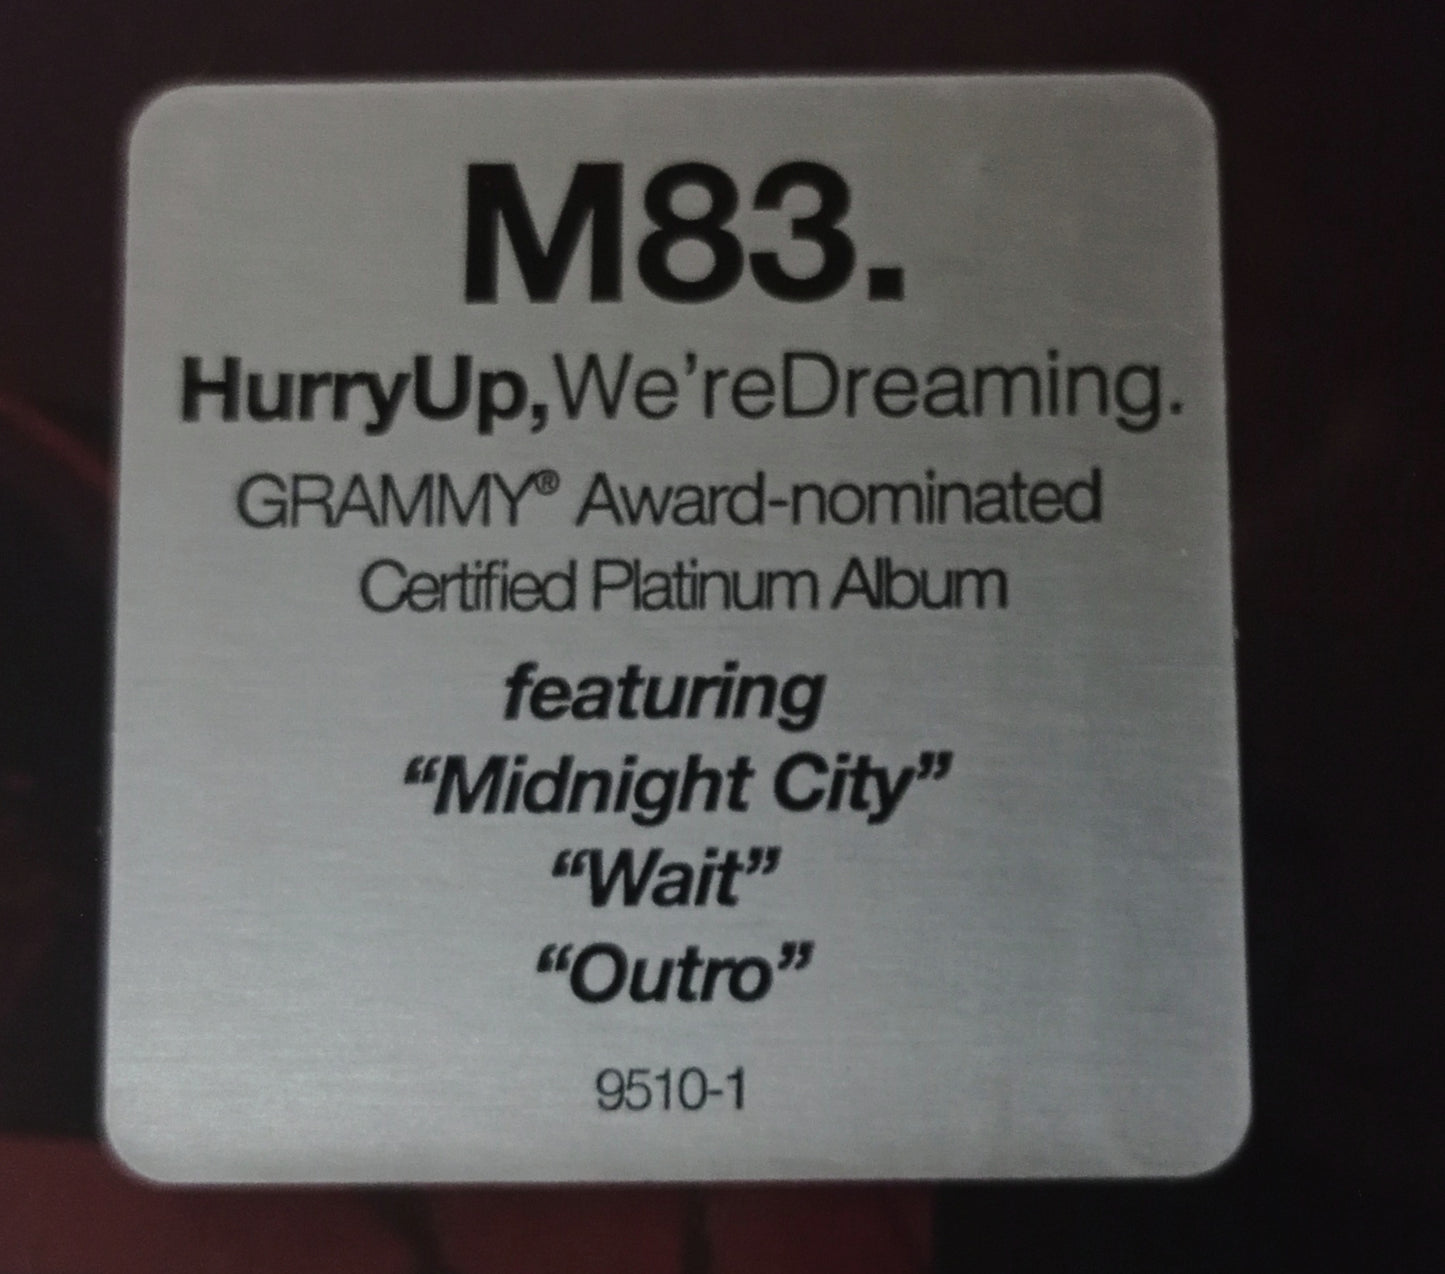 M83.
HurryUp,We’reDreaming.
GRAMMY® Award-nominated
Certified Platinum Album
featuring
“Midnight City”
“Wait”
“Outro”
9510-1